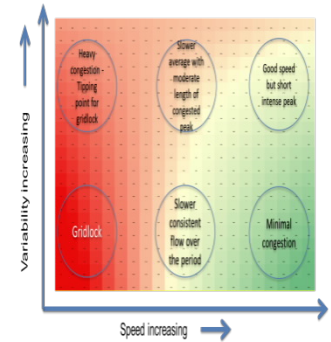 Heavy
congestion -
Tipping
point for
gridlock
Slower
average with
moderate
length of
congested
peak
Good speed
but short
intense peak
Gridlock
Slower
consistent
flow over
the period
Minimal
congestion
Variability increasing
Speed increasing